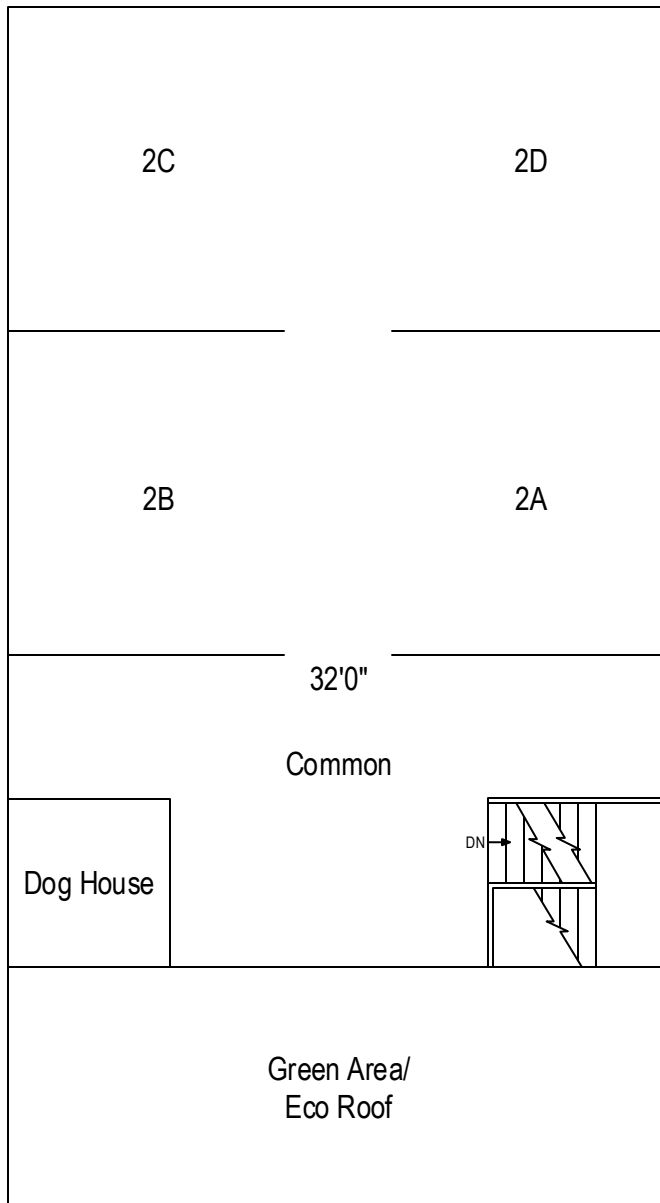 2C
2D
2B
2A
32'0"
Common
DN
Dog House
Green Area/
Eco Roof